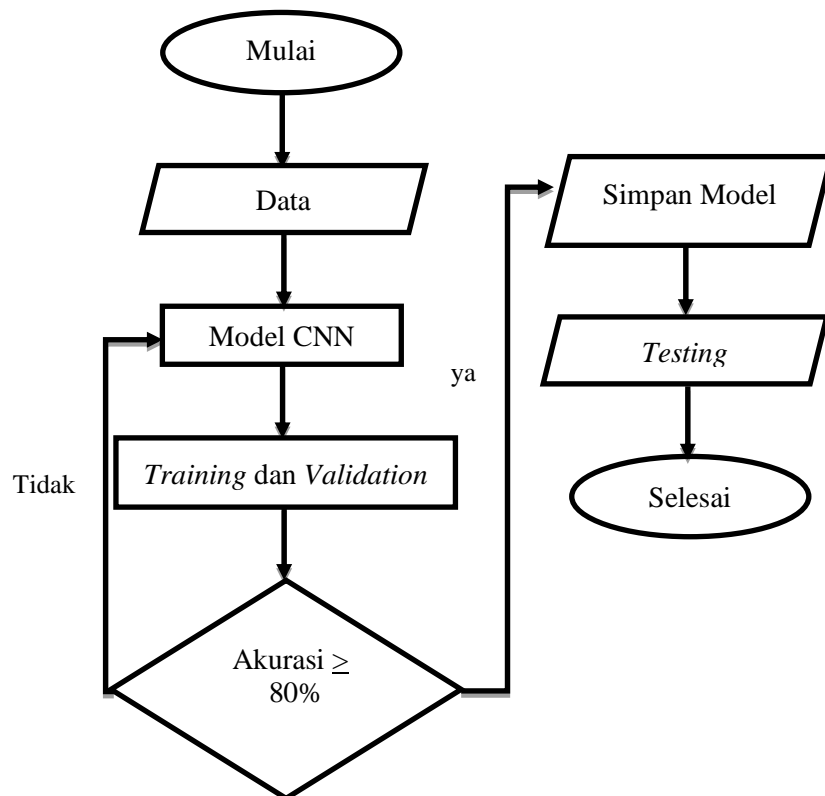 Mulai
Data
Model CNN
Training dan Validation
Tidak
Akurasi ≥
80%
ya
Simpan Model
Testing
Selesai